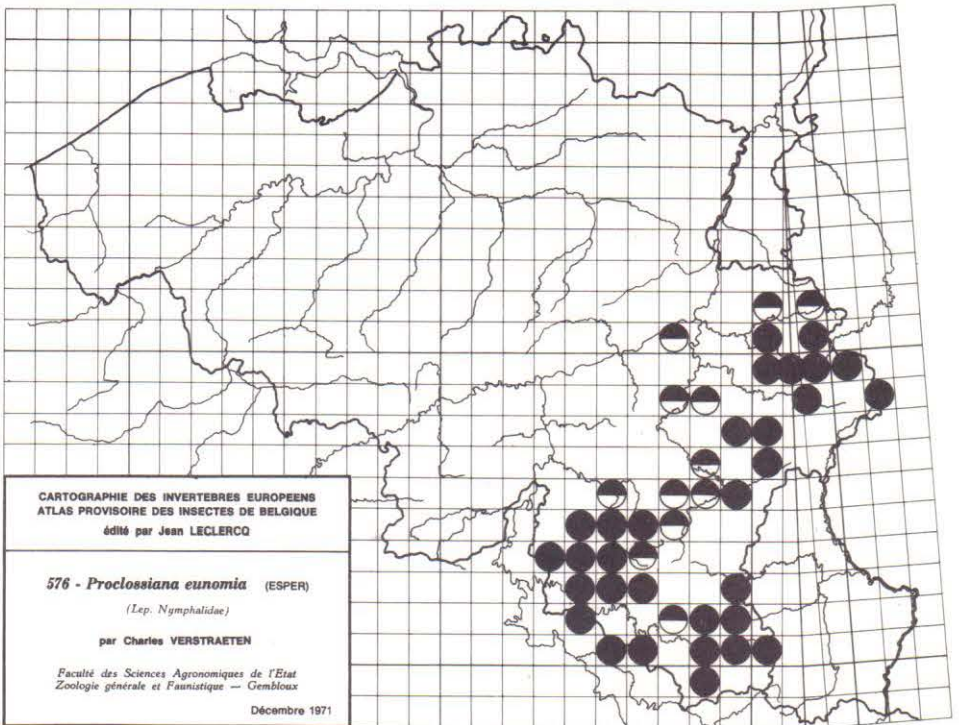 CARTOGRAPHIE DES INVERTEBRES EUROPEENS
ATLAS PROVISOIRE DES INSECTES DE BELGIQUE
édité par Jean LECLERCQ
576 - Proclossiana eunomia (ESPER)
(Lep. Nymphalidae)
par Charles VERSTRAETEN
Faculté des Sciences Agronomiques de l'Etat
Zoologie générale et Faunistique — Gembloux
Décembre 1971